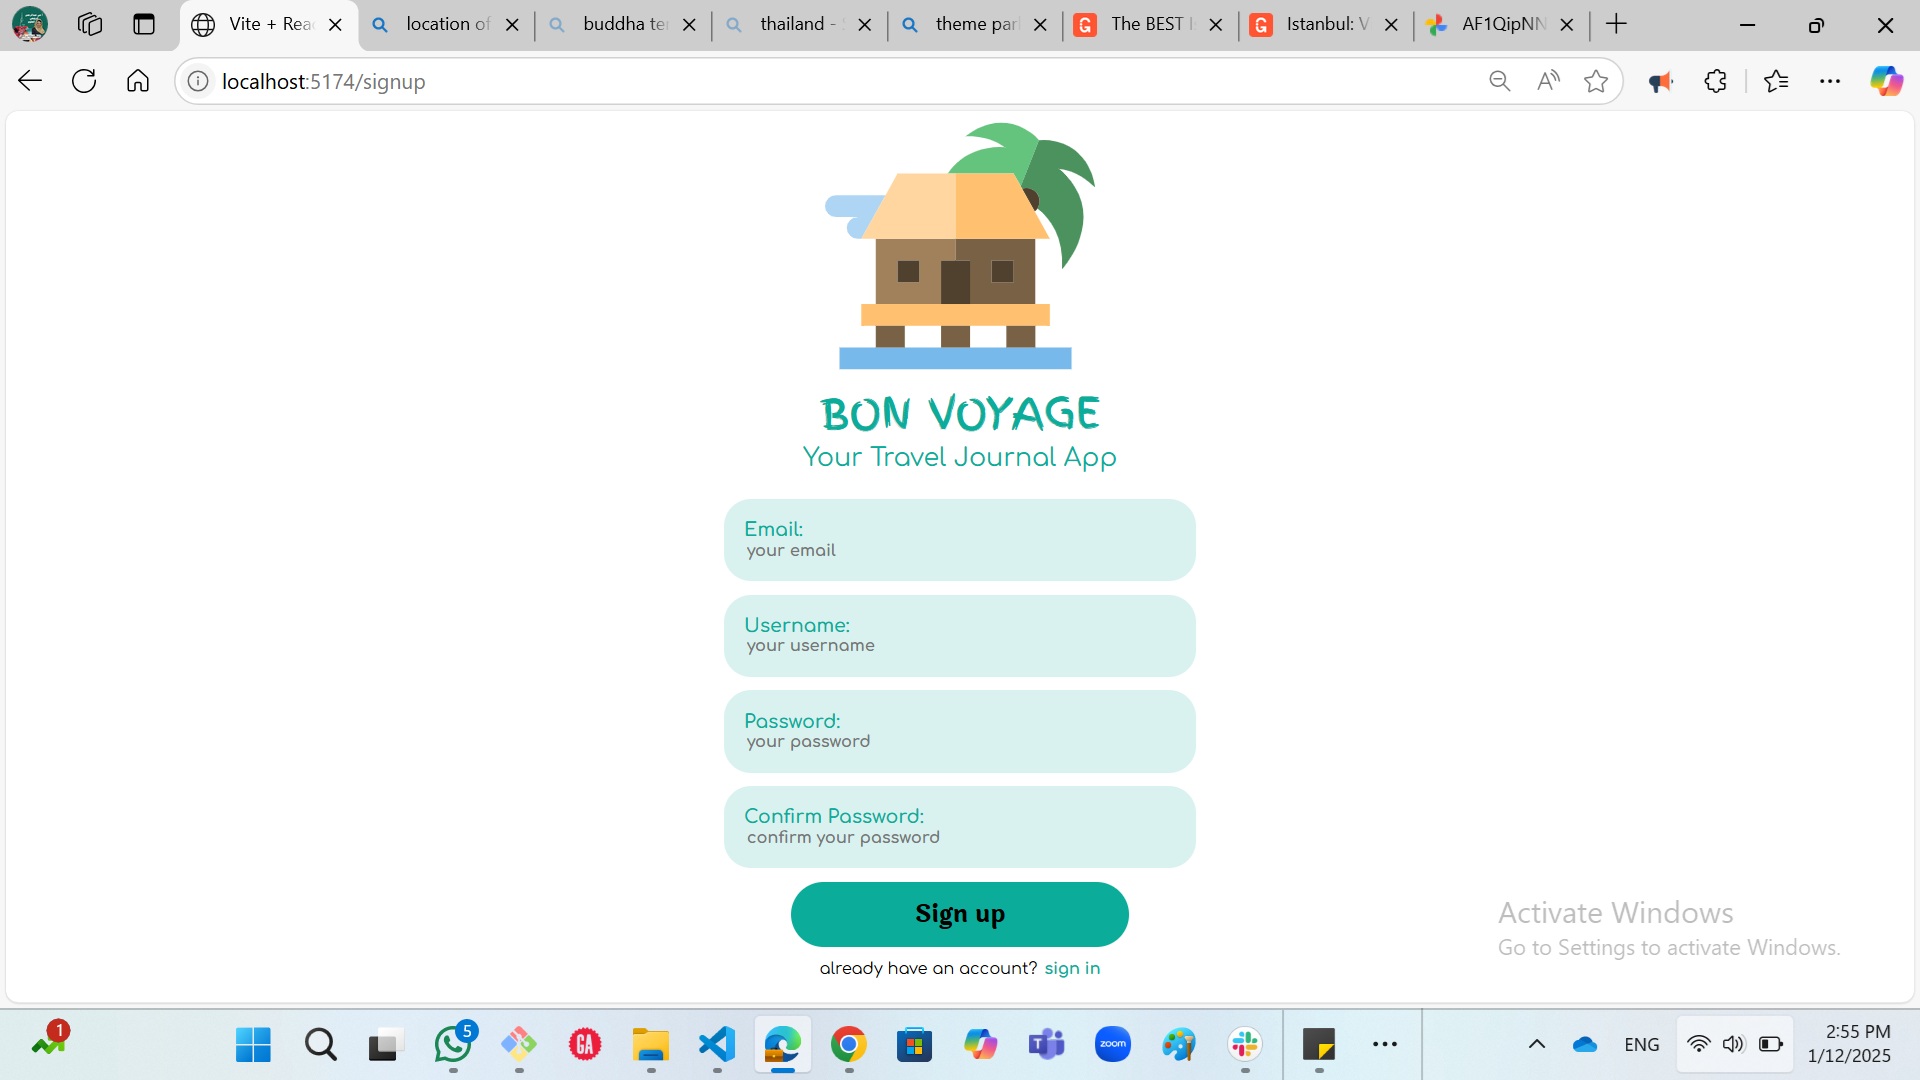 Vite + Rea
location of
buddha te
thailand -
theme par
The BEST I
Istanbul: V
AF1QipNN
localhost:5174/signup
BON VOYAGE
Your Travel Journal App
Email:
your email
Username:
your username
Password:
your password
Confirm Password:
confirm your password
Sign up
already have an account? sign in
Activate Windows
Go to Settings to activate Windows.
1
5
GA
zoom
ENG
2:55 PM
1/12/2025